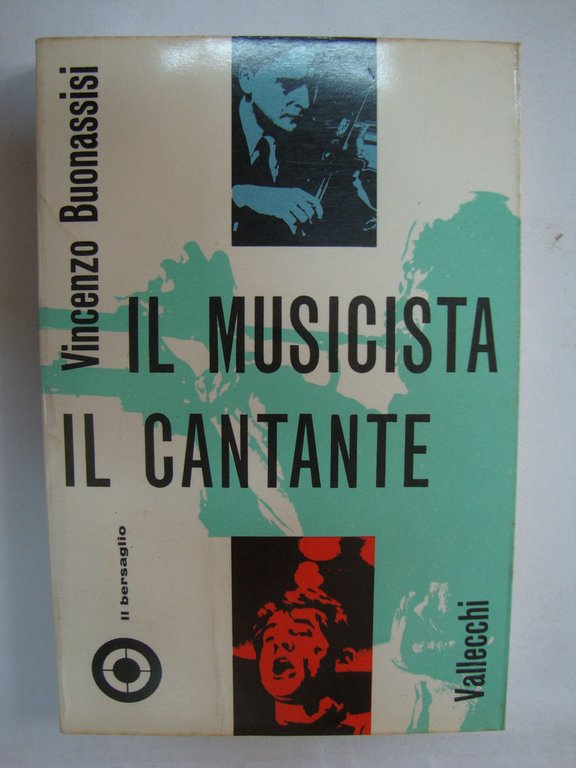 Vincenzo Buonassisi
IL MUSICISTA
IL CANTANTE
Il bersaglio
Vallecchi